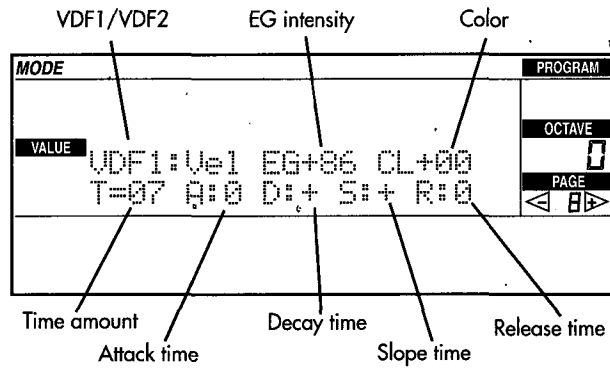 VDF1/VDF2 EG intensity Color
MODE PROGRAM
OCTAVE
VALUE VDF1:Vel EG+86 CL+00 0
T=07 A:0 D:+ S:+ R:0 PAGE
8
Time amount Decay time Release time
Attack time Slope time